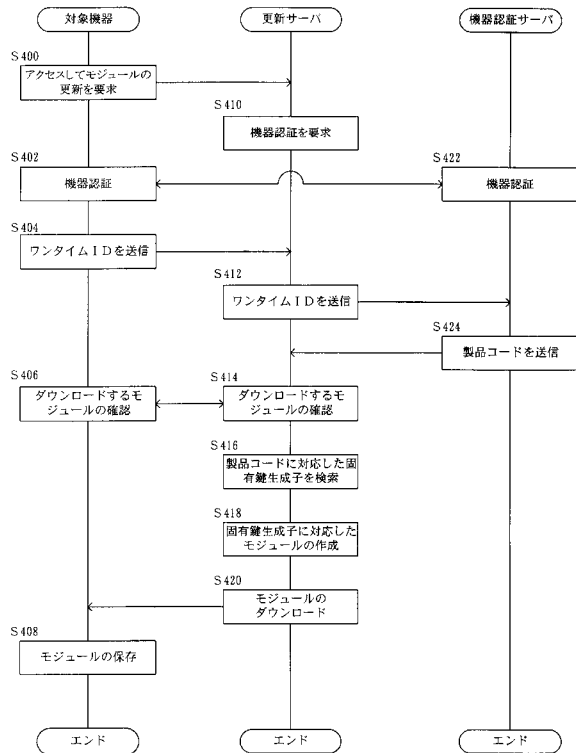 対象機器
更新サーバ
機器認証サーバ
S400
アクセスしてモジュールの
更新を要求
S410
機器認証を要求
S402
機器認証
S422
機器認証
S404
ワンタイムIDを送信
S412
ワンタイムIDを送信
S424
製品コードを送信
S406
ダウンロードするモ
ジュールの確認
S414
ダウンロードするモ
ジュールの確認
S416
製品コードに対応した固
有鍵生成子を検索
S418
固有鍵生成子に対応した
モジュールの作成
S420
モジュールの
ダウンロード
S408
モジュールの保存
エンド
エンド
エンド